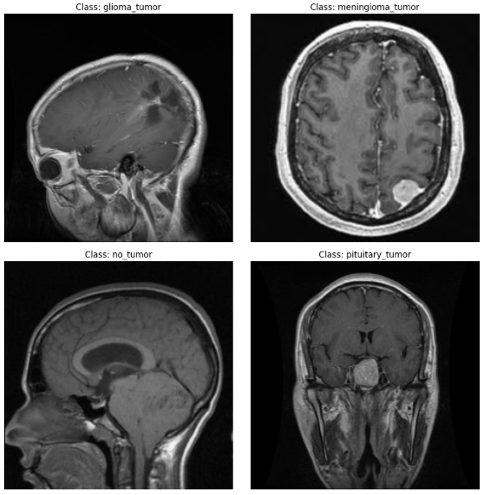 Class: glioma_tumor
Class: meningioma_tumor
Class: no_tumor
Class: pituitary_tumor